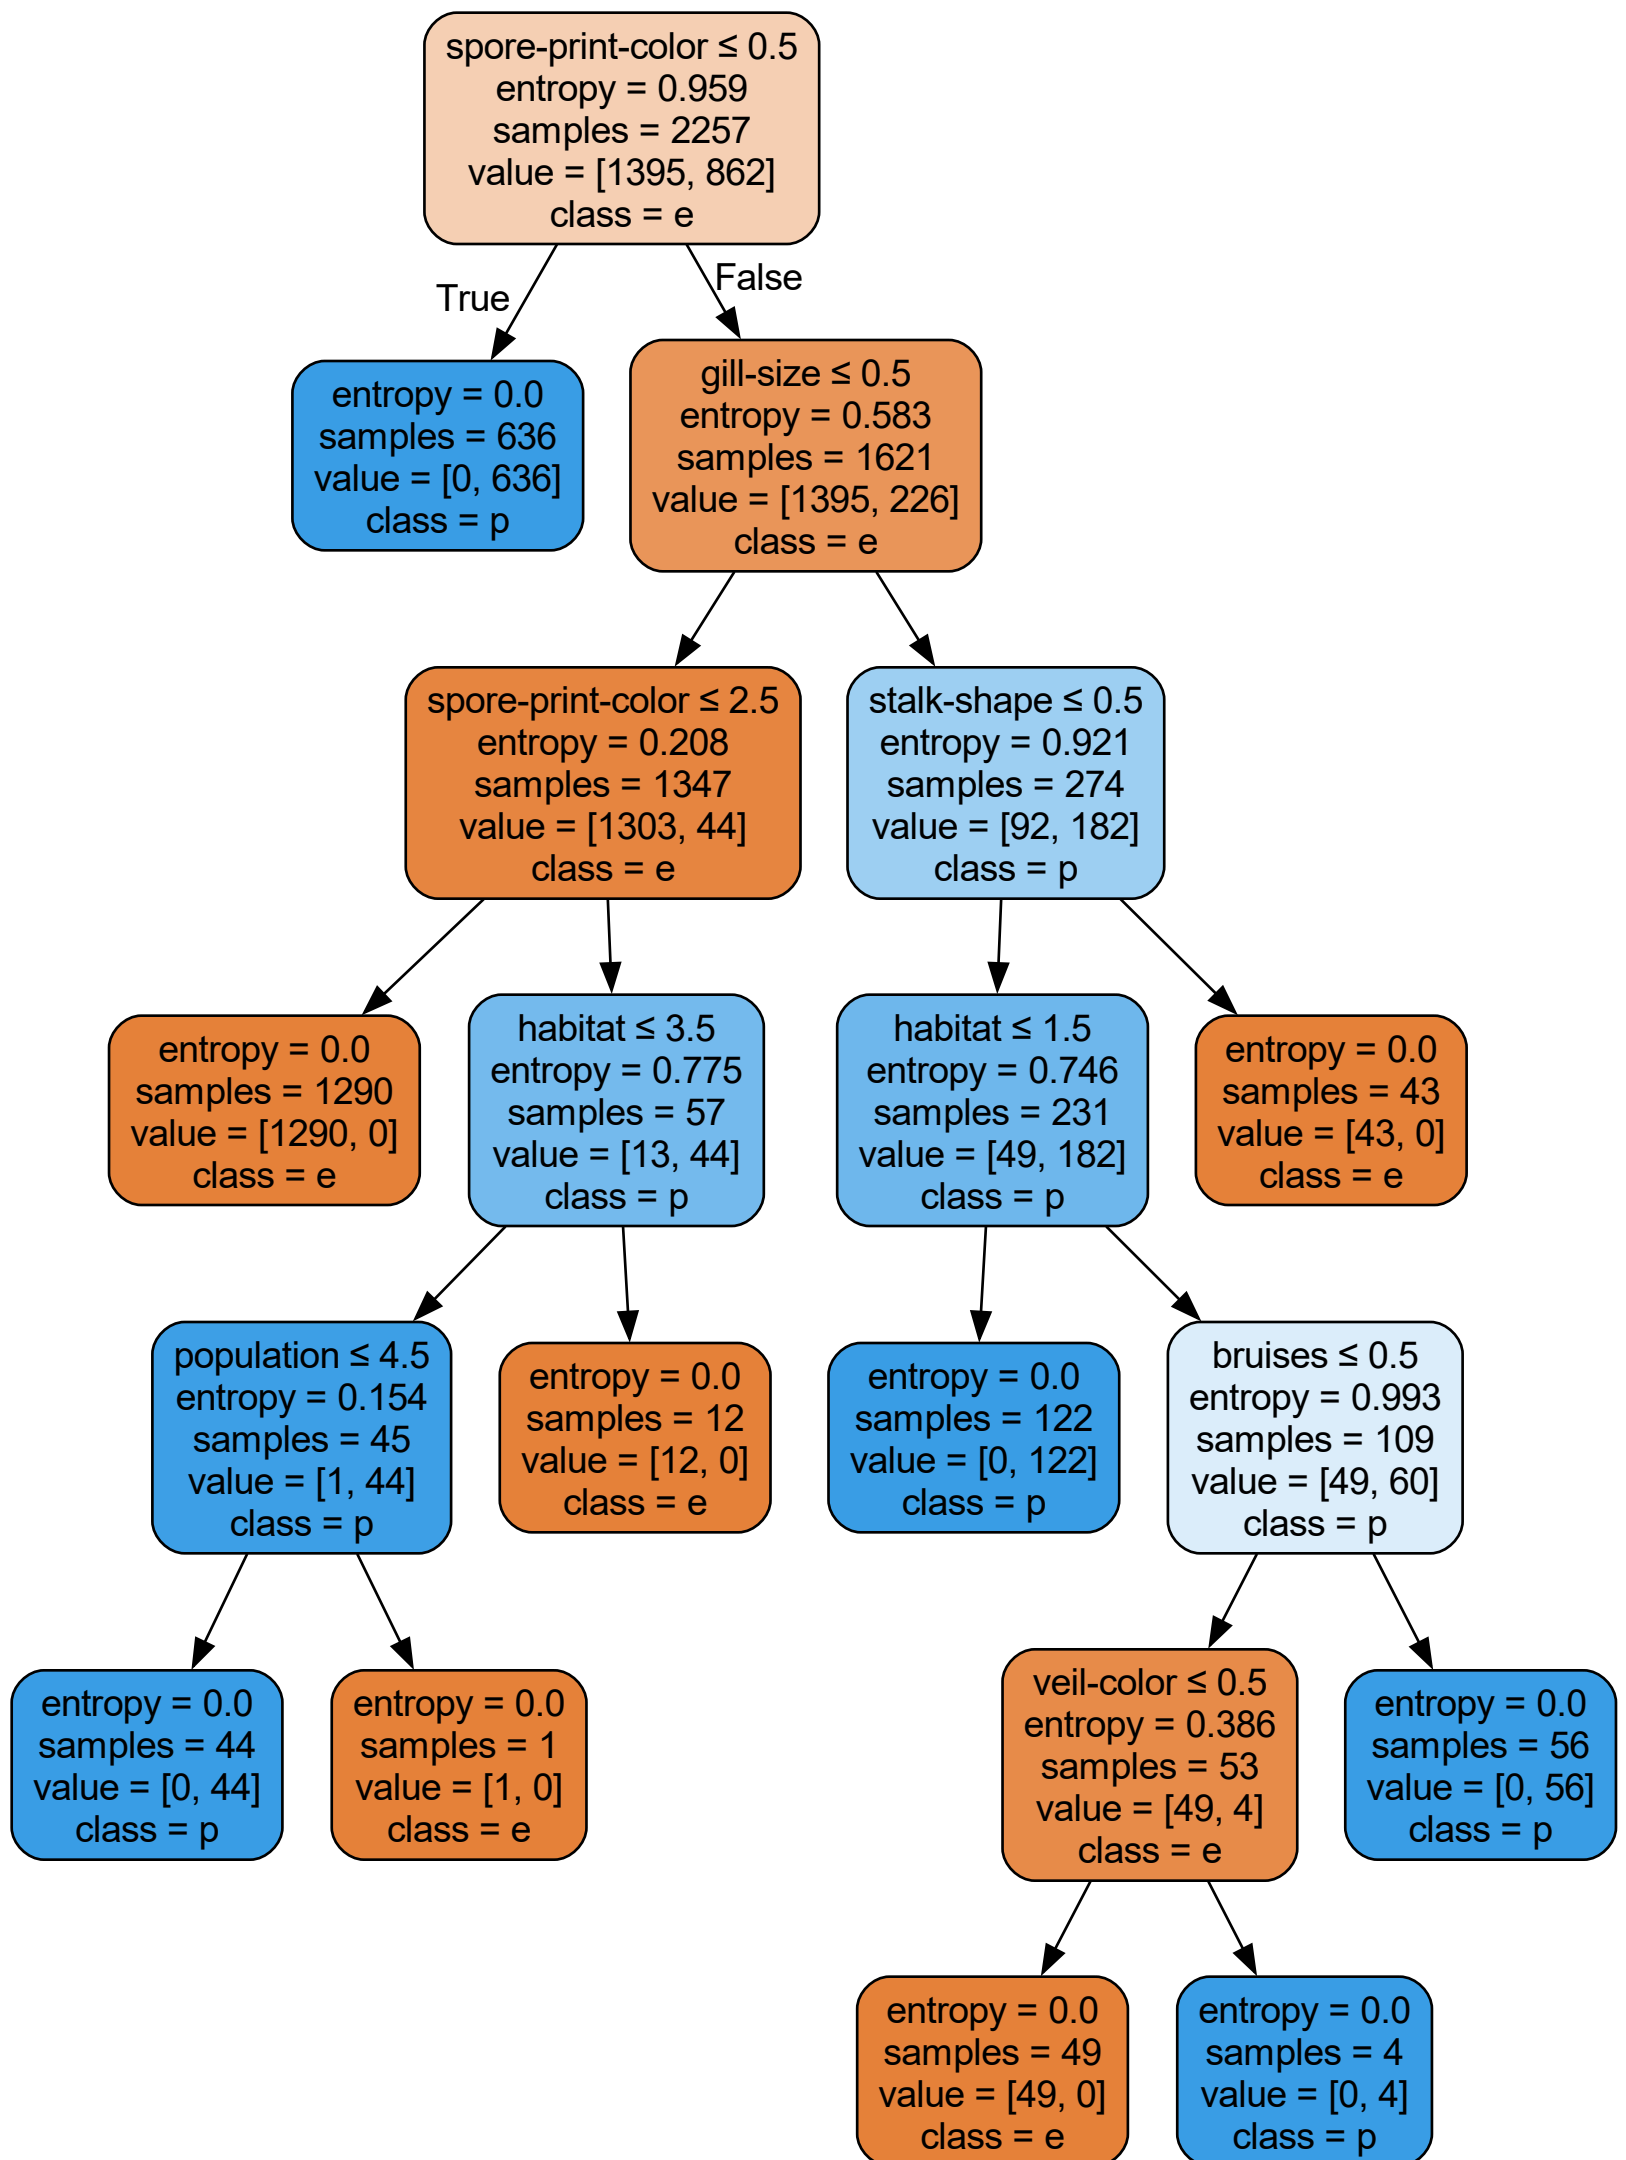 spore-print-color ≤ 0.5
entropy = 0.959
samples = 2257
value = [1395, 862]
class = e
True
False
entropy = 0.0
samples = 636
value = [0, 636]
class = p
gill-size ≤ 0.5
entropy = 0.583
samples = 1621
value = [1395, 226]
class = e
spore-print-color ≤ 2.5
entropy = 0.208
samples = 1347
value = [1303, 44]
class = e
stalk-shape ≤ 0.5
entropy = 0.921
samples = 274
value = [92, 182]
class = p
entropy = 0.0
samples = 1290
value = [1290, 0]
class = e
habitat ≤ 3.5
entropy = 0.775
samples = 57
value = [13, 44]
class = p
habitat ≤ 1.5
entropy = 0.746
samples = 231
value = [49, 182]
class = p
entropy = 0.0
samples = 43
value = [43, 0]
class = e
population ≤ 4.5
entropy = 0.154
samples = 45
value = [1, 44]
class = p
entropy = 0.0
samples = 12
value = [12, 0]
class = e
entropy = 0.0
samples = 122
value = [0, 122]
class = p
bruises ≤ 0.5
entropy = 0.993
samples = 109
value = [49, 60]
class = p
entropy = 0.0
samples = 44
value = [0, 44]
class = p
entropy = 0.0
samples = 1
value = [1, 0]
class = e
veil-color ≤ 0.5
entropy = 0.386
samples = 53
value = [49, 4]
class = e
entropy = 0.0
samples = 56
value = [0, 56]
class = p
entropy = 0.0
samples = 49
value = [49, 0]
class = e
entropy = 0.0
samples = 4
value = [0, 4]
class = p